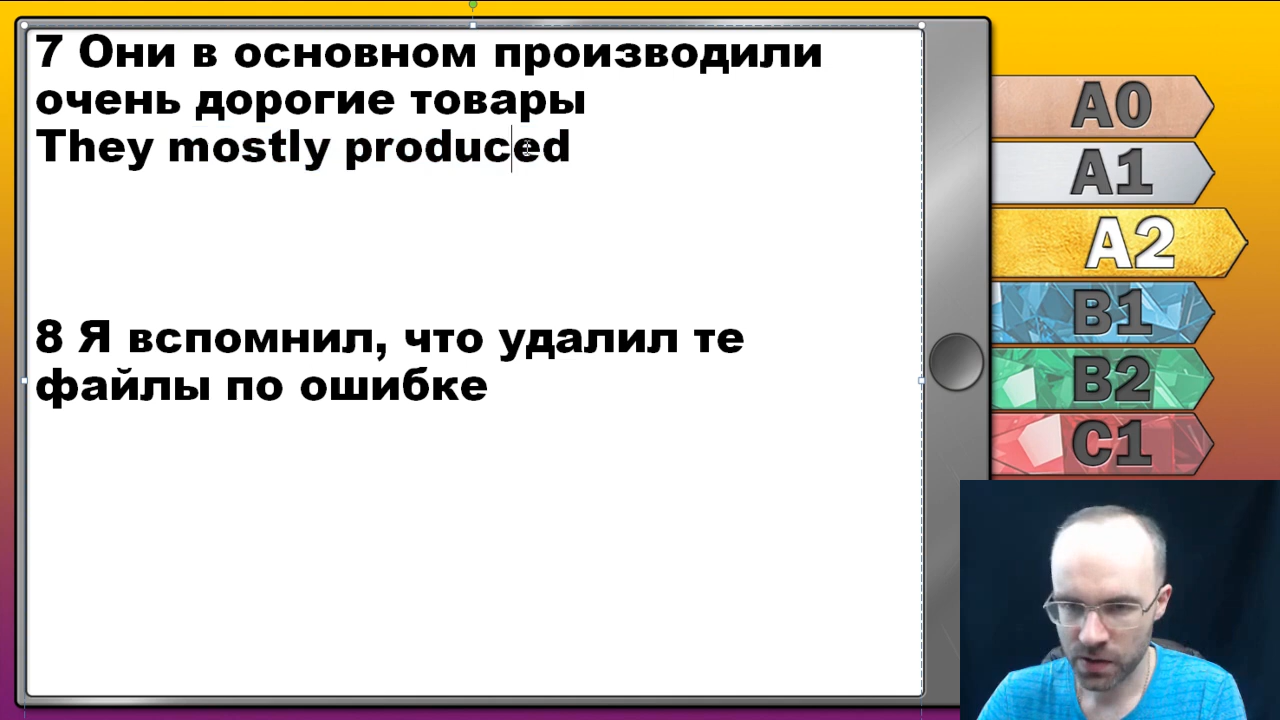 7 Они в основном производили
очень дорогие товары
They mostly produced
8 Я вспомнил, что удалил те
файлы по ошибке
A0
A1
A2
B1
B2
C1